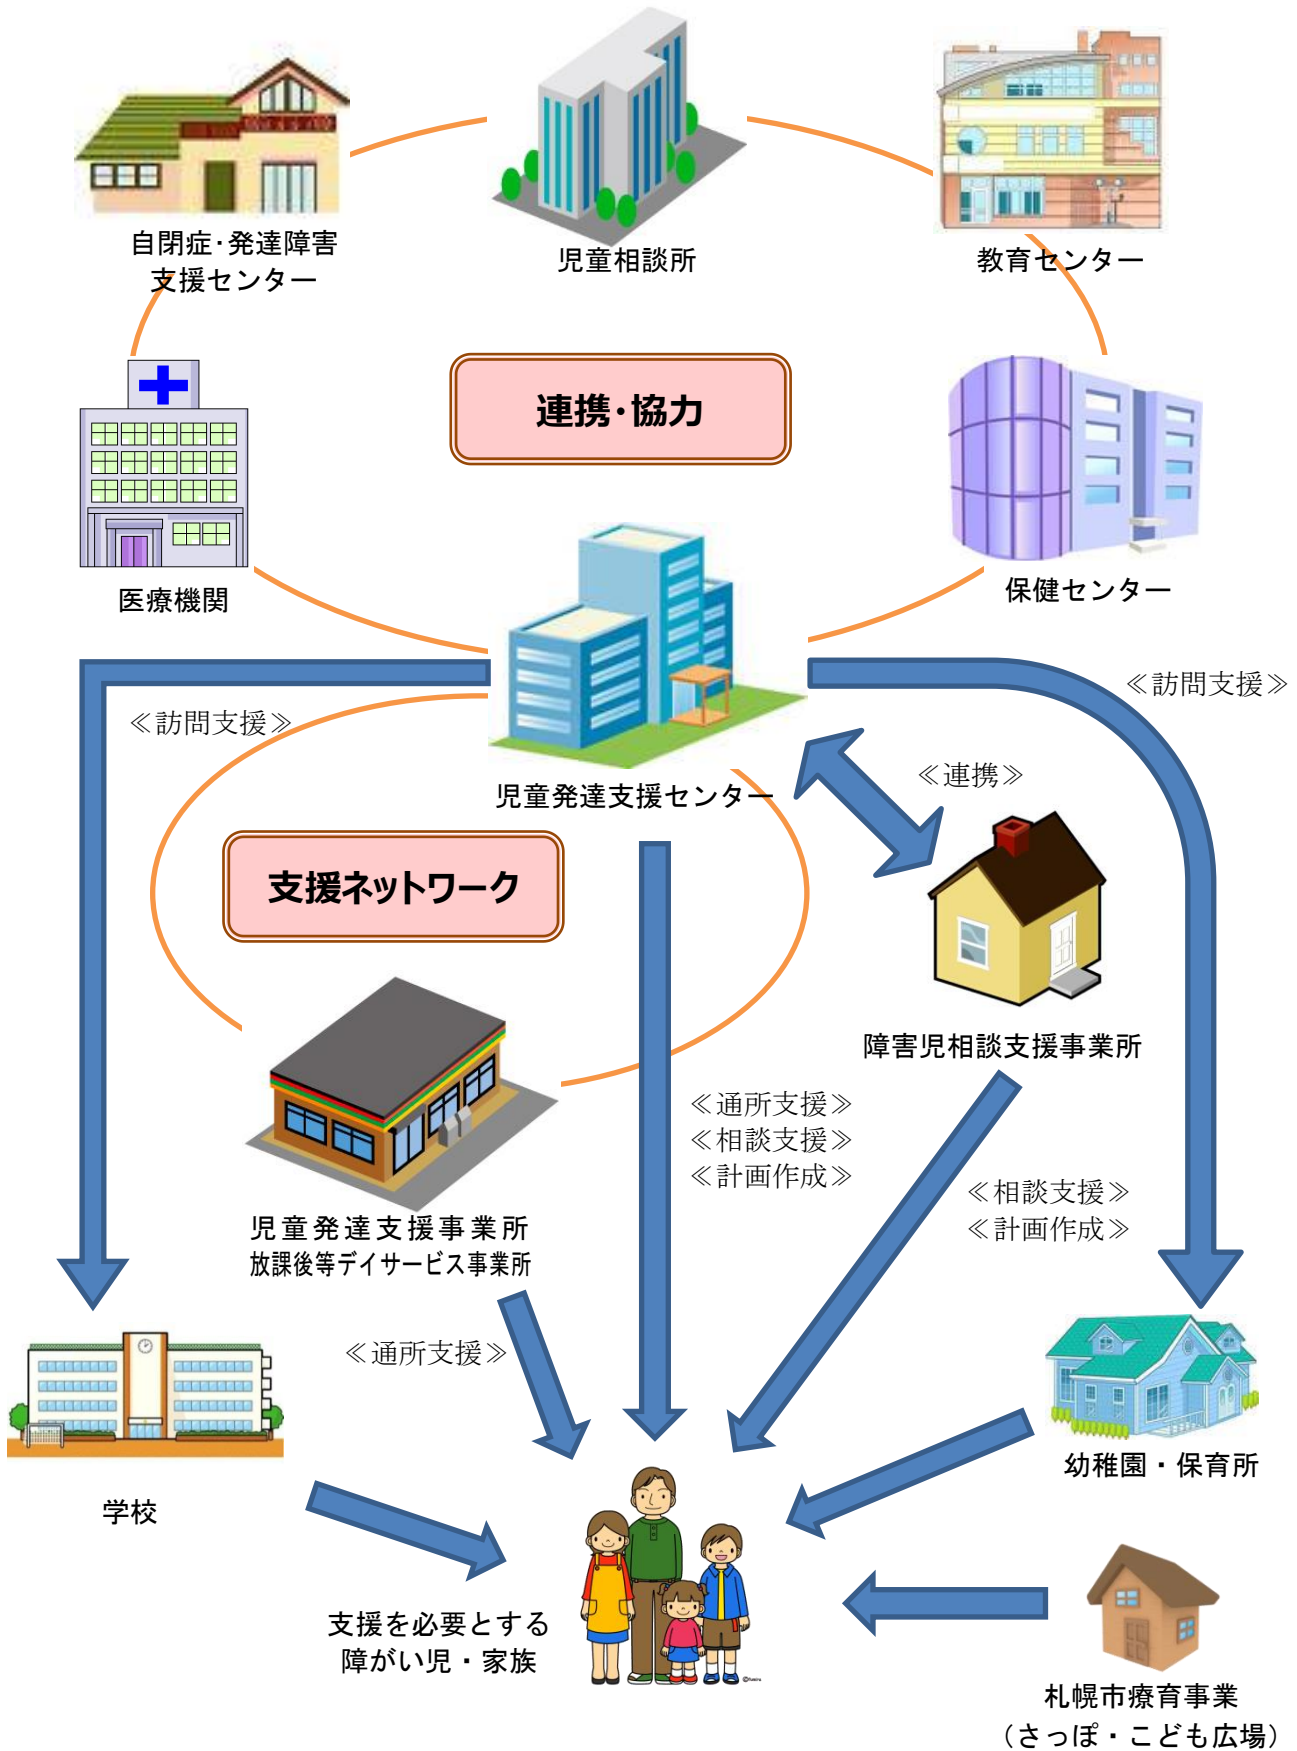 自閉症・発達障害
支援センター
児童相談所
教育センター
連携・協力
医療機関
保健センター
≪訪問支援≫
≪訪問支援≫
児童発達支援センター
≪連携≫
支援ネットワーク
障害児相談支援事業所
≪通所支援≫
≪相談支援≫
≪計画作成≫
≪相談支援≫
≪計画作成≫
児童発達支援事業所
放課後等デイサービス事業所
≪通所支援≫
学校
幼稚園・保育所
支援を必要とする
障がい児・家族
札幌市療育事業
（さっぽ・こども広場）